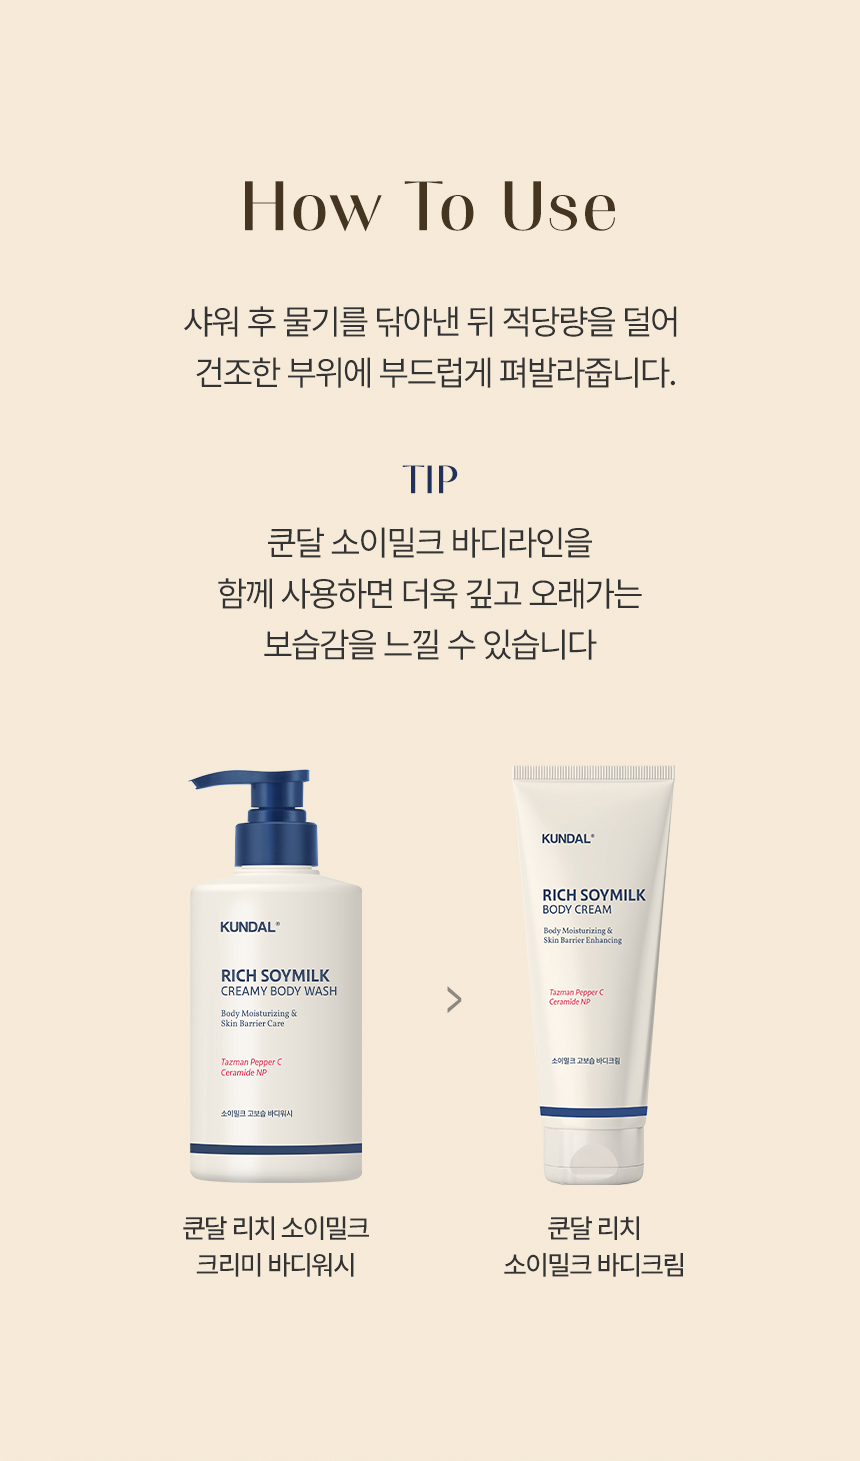 How To Use
샤워 후 물기를 닦아낸 뒤 적당량을 덜어
건조한 부위에 부드럽게 펴발라줍니다.
TIP
쿤달 소이밀크 바디라인을
함께 사용하면 더욱 깊고 오래가는
보습감을 느낄 수 있습니다
KUNDAL®
RICH SOYMILK
CREAMY BODY WASH
Body Moisturizing &
Skin Barrier Care
Tazman Pepper C
Ceramide NP
소이밀크 고보습 바디워시
>
KUNDAL®
RICH SOYMILK
BODY CREAM
Body Moisturizing &
Skin Barrier Enhancing
Tazman Pepper C
Ceramide NP
소이밀크 고보습 바디크림
쿤달 리치 소이밀크
크리미 바디워시
쿤달 리치
소이밀크 바디크림